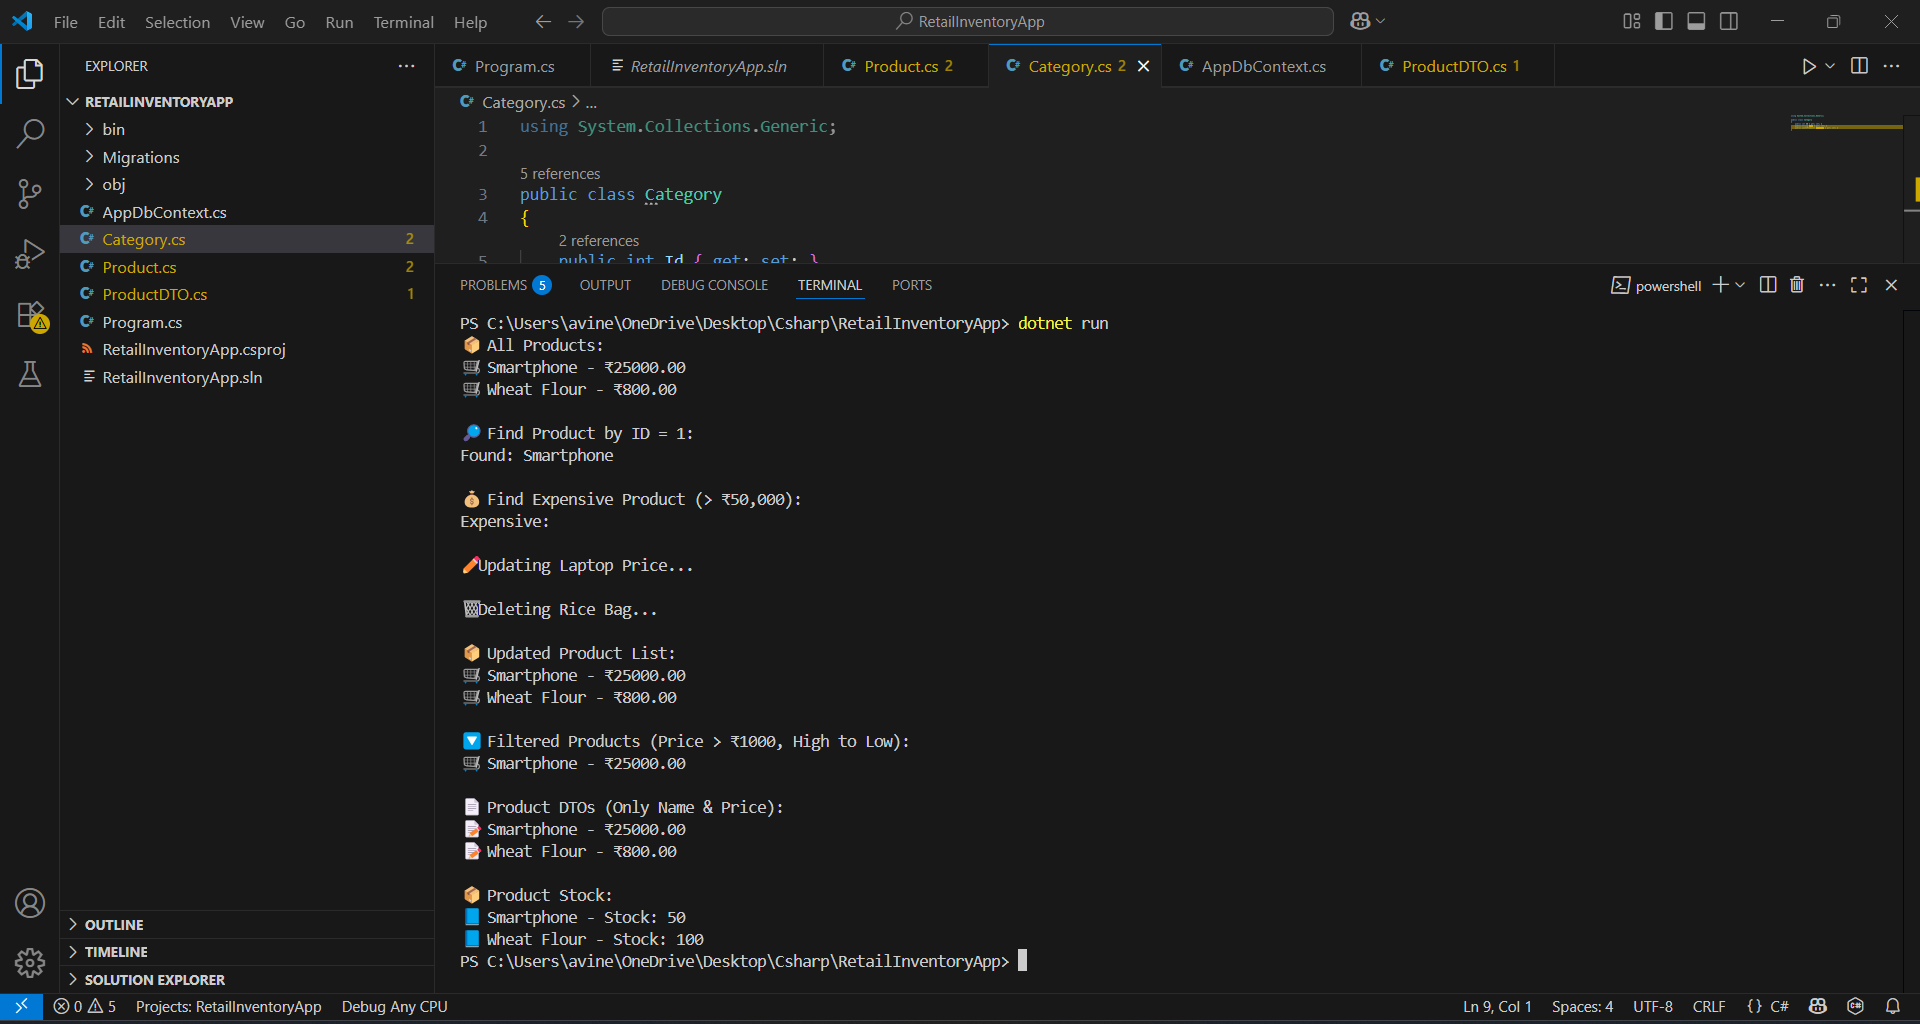 File Edit Selection View Go Run Terminal Help
RetailInventoryApp
EXPLORER
RETAILINVENTORYAPP
bin
Migrations
obj
AppDbContext.cs
Category.cs 2
Product.cs 2
ProductDTO.cs 1
Program.cs
RetailInventoryApp.csproj
RetailInventoryApp.sln
OUTLINE
TIMELINE
SOLUTION EXPLORER
Program.cs RetailInventoryApp.sln Product.cs 2 Category.cs 2 AppDbContext.cs ProductDTO.cs 1
Category.cs > ...
1 using System.Collections.Generic;
2
5 references
3 public class Category
4 {
2 references
5 public int Id { get; set; }
PROBLEMS 5 OUTPUT DEBUG CONSOLE TERMINAL PORTS
powershell
PS C:\Users\avine\OneDrive\Desktop\Csharp\RetailInventoryApp> dotnet run
📦 All Products:
🛒 Smartphone - ₹25000.00
🛒 Wheat Flour - ₹800.00
🔎 Find Product by ID = 1:
Found: Smartphone
💰 Find Expensive Product (> ₹50,000):
Expensive:
✏️Updating Laptop Price...
🗑️Deleting Rice Bag...
📦 Updated Product List:
🛒 Smartphone - ₹25000.00
🛒 Wheat Flour - ₹800.00
🔽 Filtered Products (Price > ₹1000, High to Low):
🛒 Smartphone - ₹25000.00
📄 Product DTOs (Only Name & Price):
📝 Smartphone - ₹25000.00
📝 Wheat Flour - ₹800.00
📦 Product Stock:
📘 Smartphone - Stock: 50
📘 Wheat Flour - Stock: 100
PS C:\Users\avine\OneDrive\Desktop\Csharp\RetailInventoryApp>
0 5 Projects: RetailInventoryApp Debug Any CPU
Ln 9, Col 1 Spaces: 4 UTF-8 CRLF {} C#